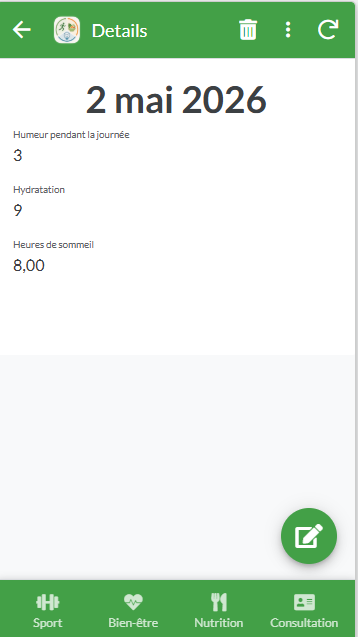 Details
2 mai 2026
Humeur pendant la journée
3
Hydratation
9
Heures de sommeil
8,00
Sport
Bien-être
Nutrition
Consultation